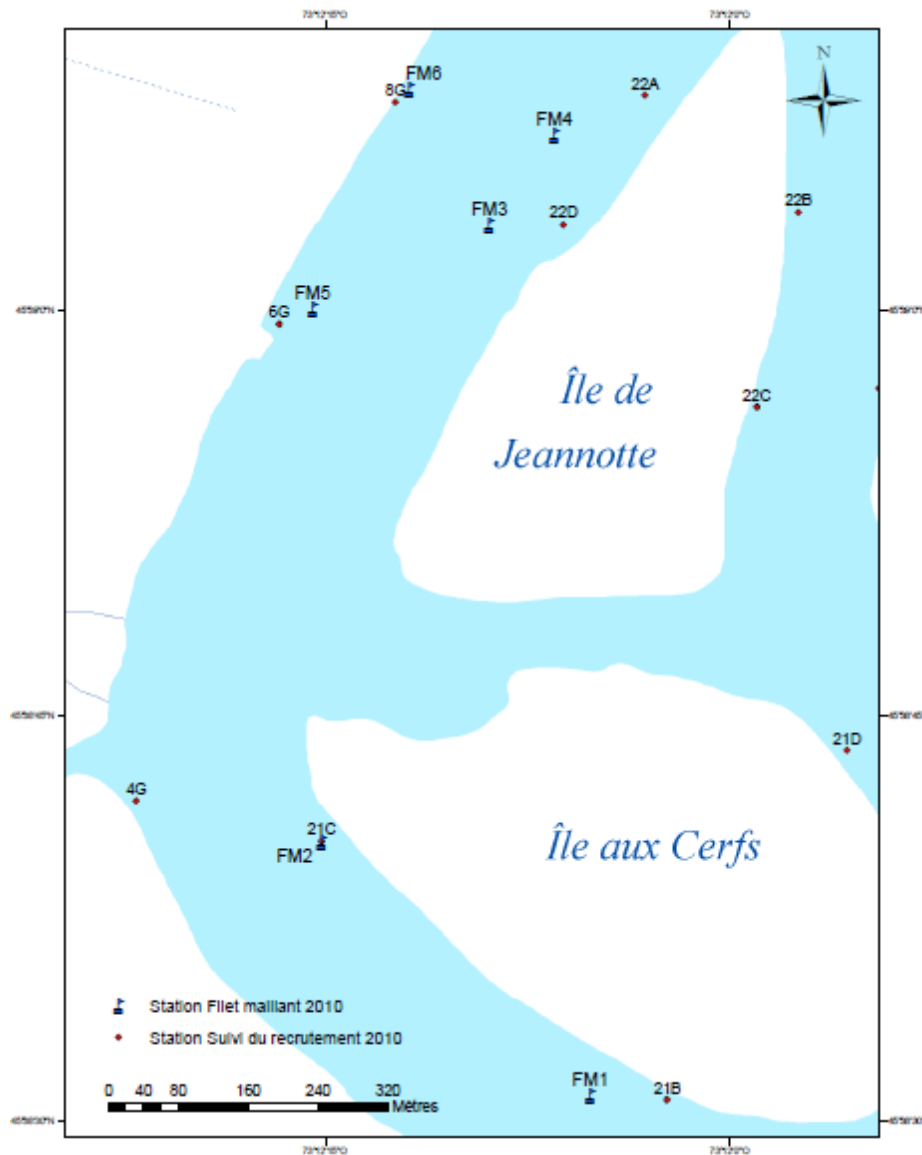 N
FM6
8G
22A
FM4
22B
FM3
22D
FM5
6G
Île de
Jeannotte
22C
21D
4G
21C
FM2
Île aux Cerfs
Station Filet maillant 2010
Station Suivi du recrutement 2010
0 40 80 160 240 320
Mètres
FM1
21B